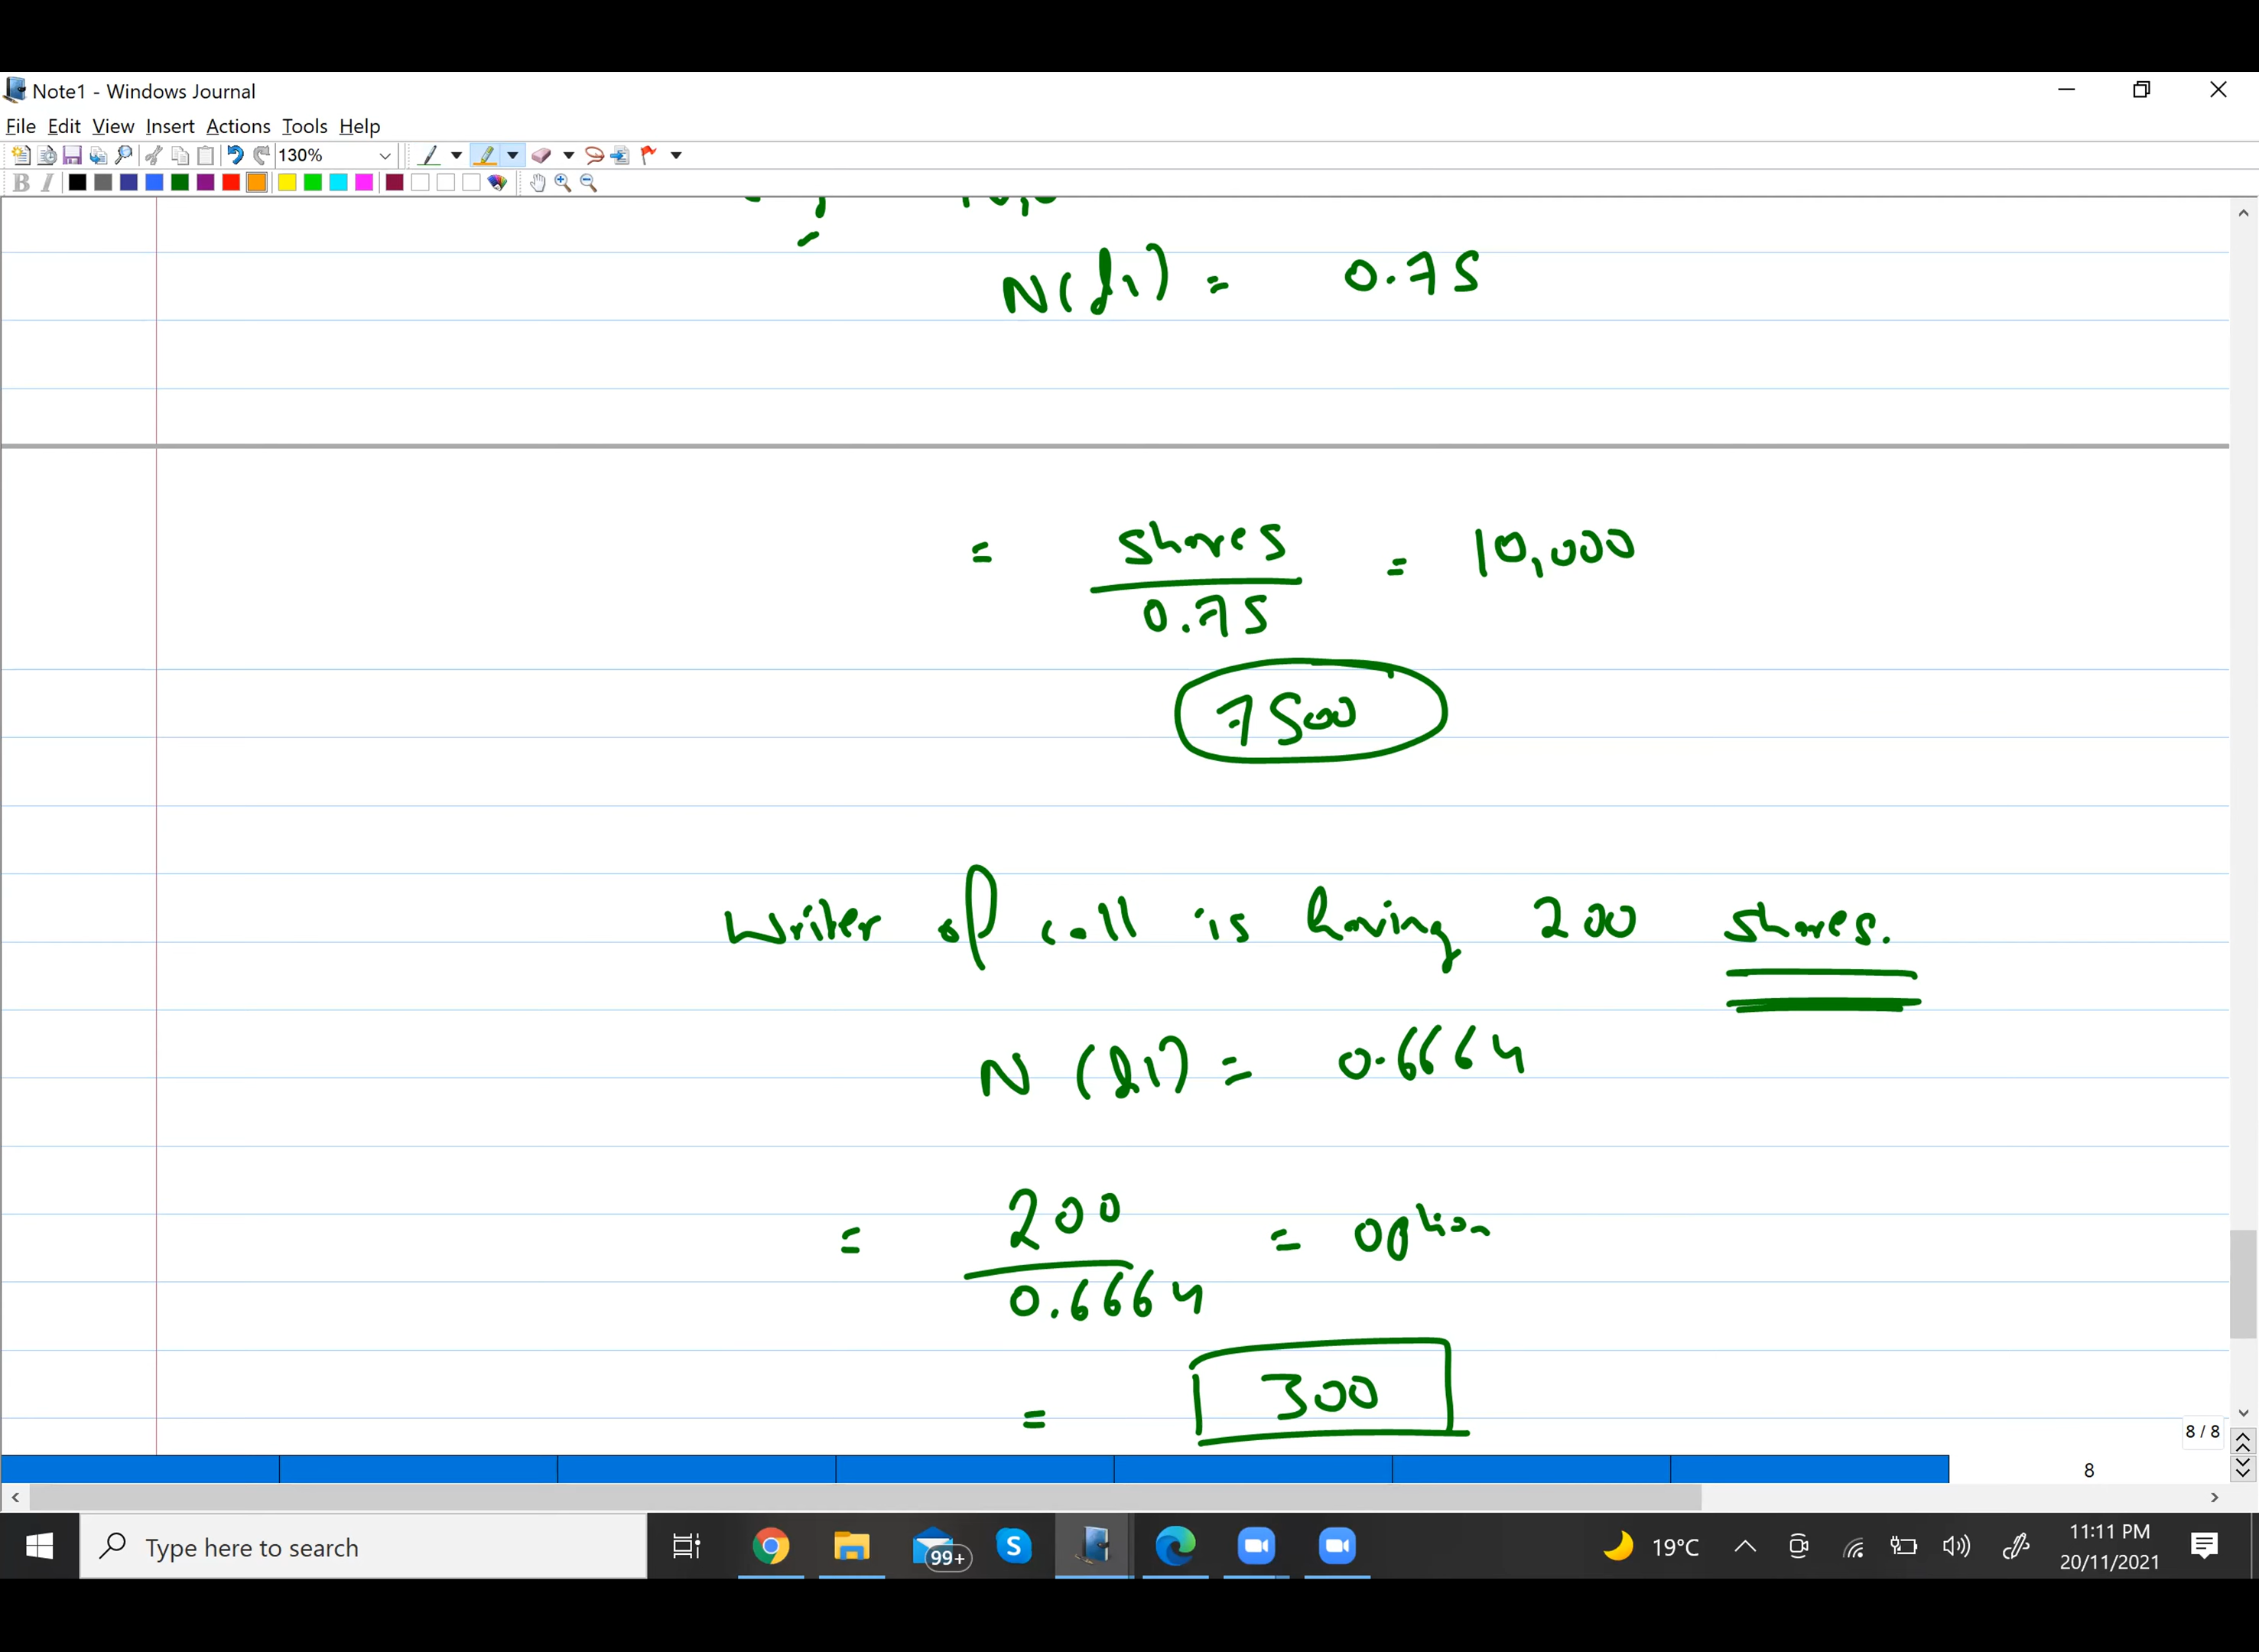 Note1 - Windows Journal
File Edit View Insert Actions Tools Help
130%
B I
N(d1) = 0.75
= shares = 10,000
0.75
7500
Writer of call is having 200 shares.
N (d1) = 0.6664
= 200 = option
0.6664
= 300
8 / 8
8
Type here to search
99+
S
19°C
11:11 PM
20/11/2021